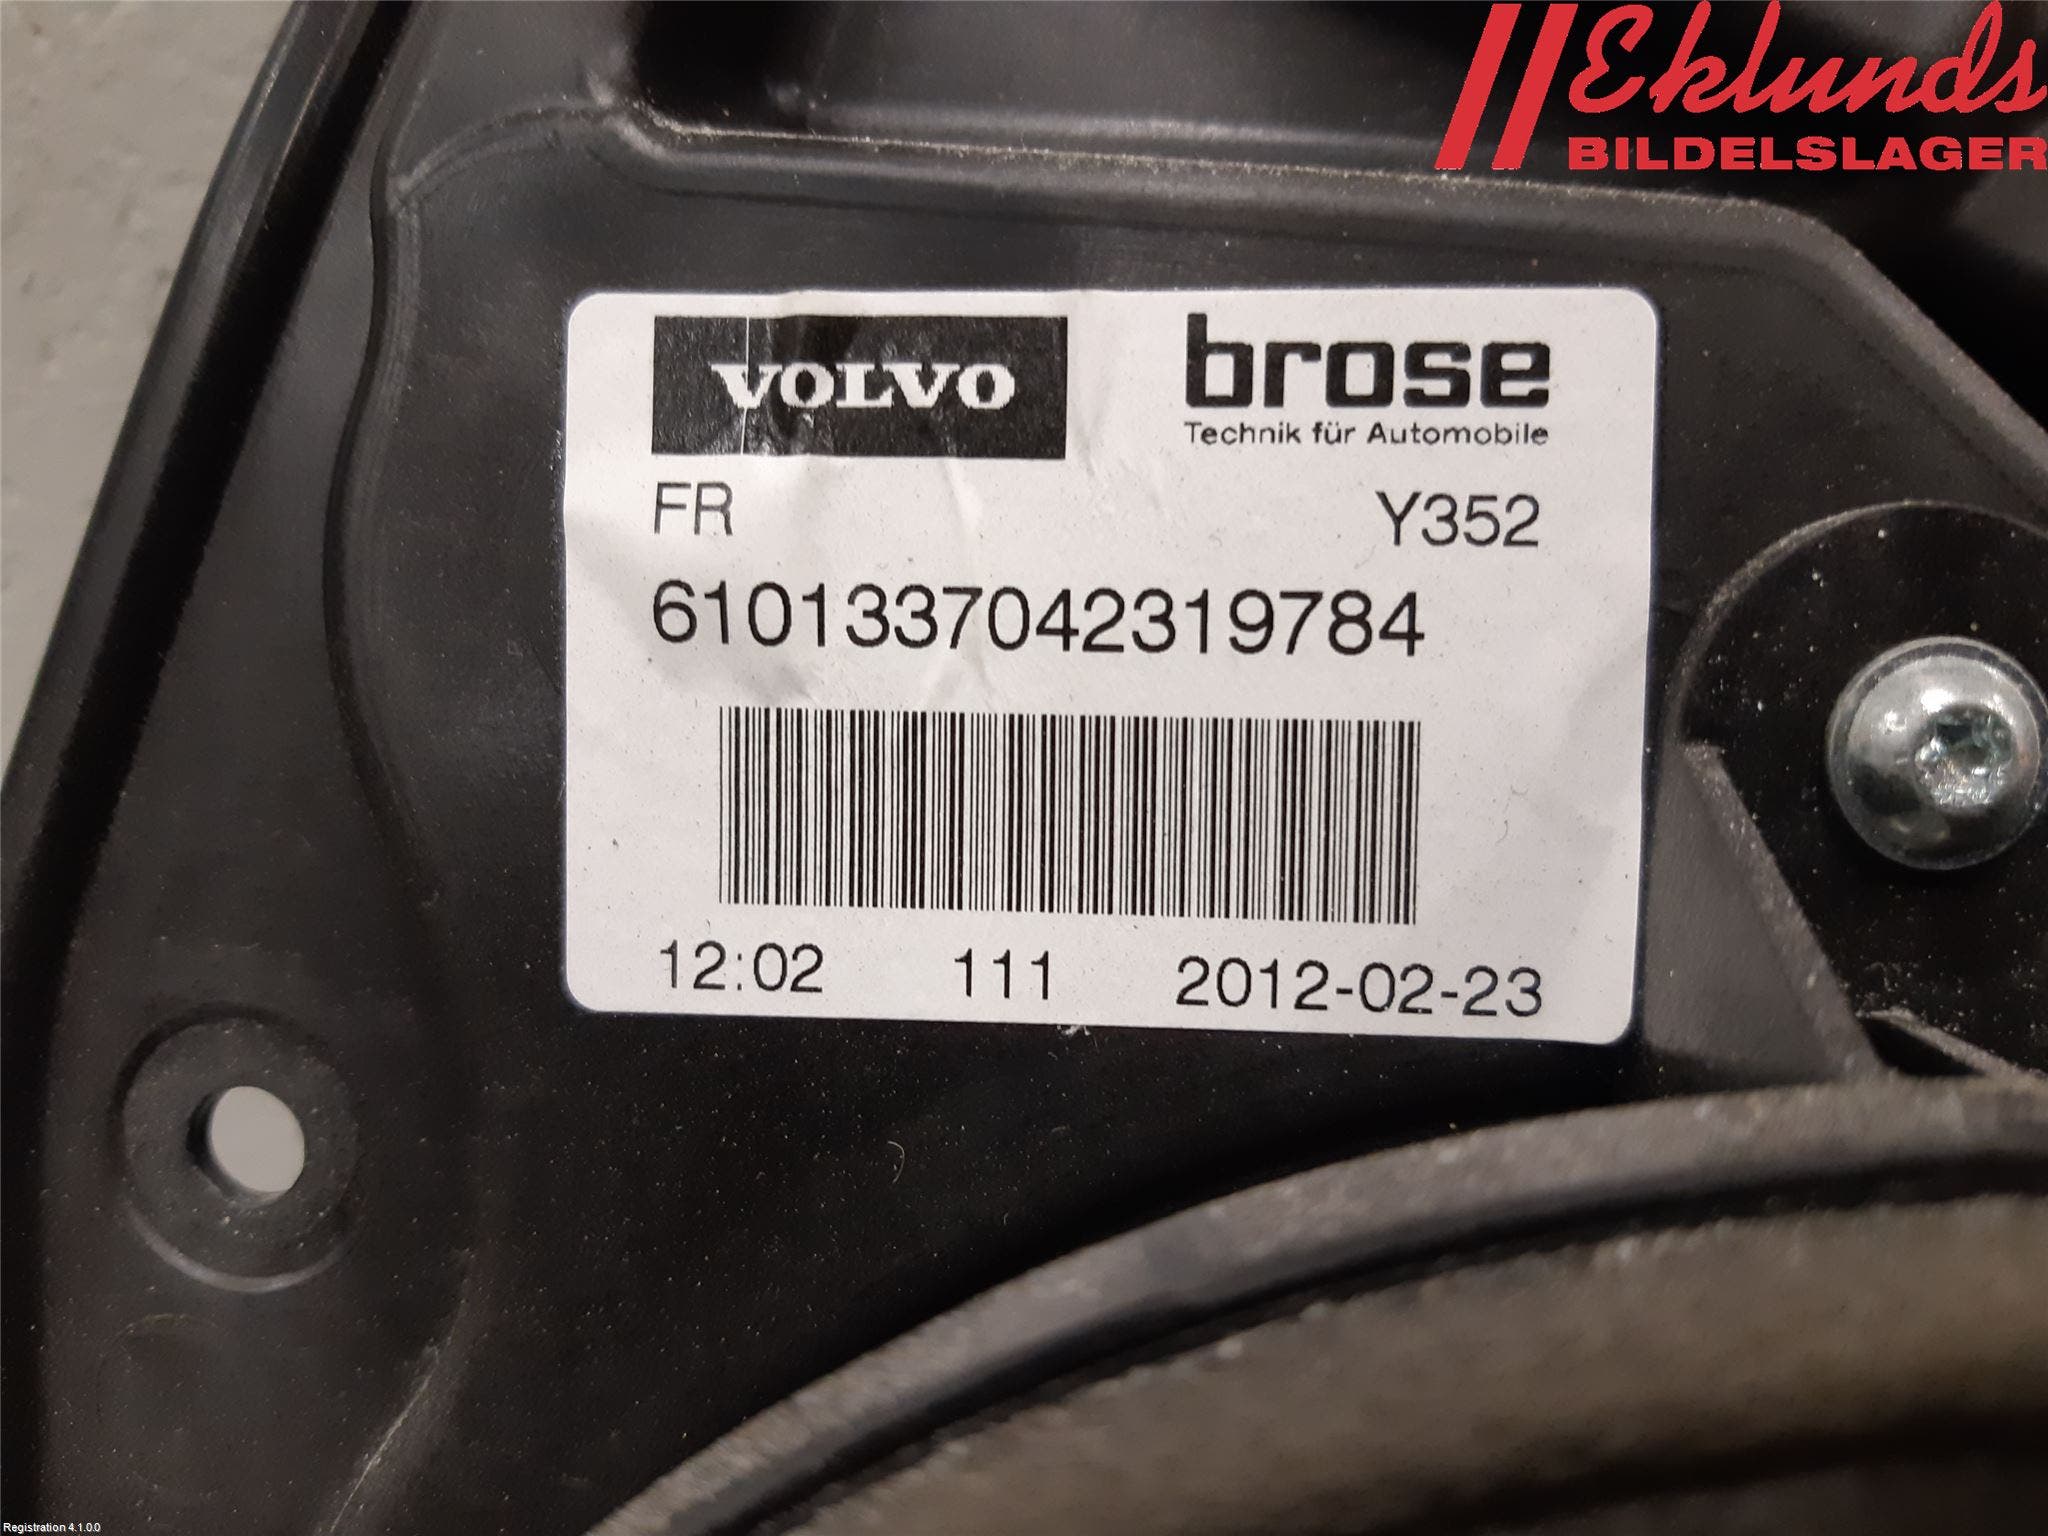 Eklunds
BILDELSLAGER
VOLVO
brose
Technik für Automobile
FR Y352
6101337042319784
12:02 111 2012-02-23
Registration 4.1.0.0